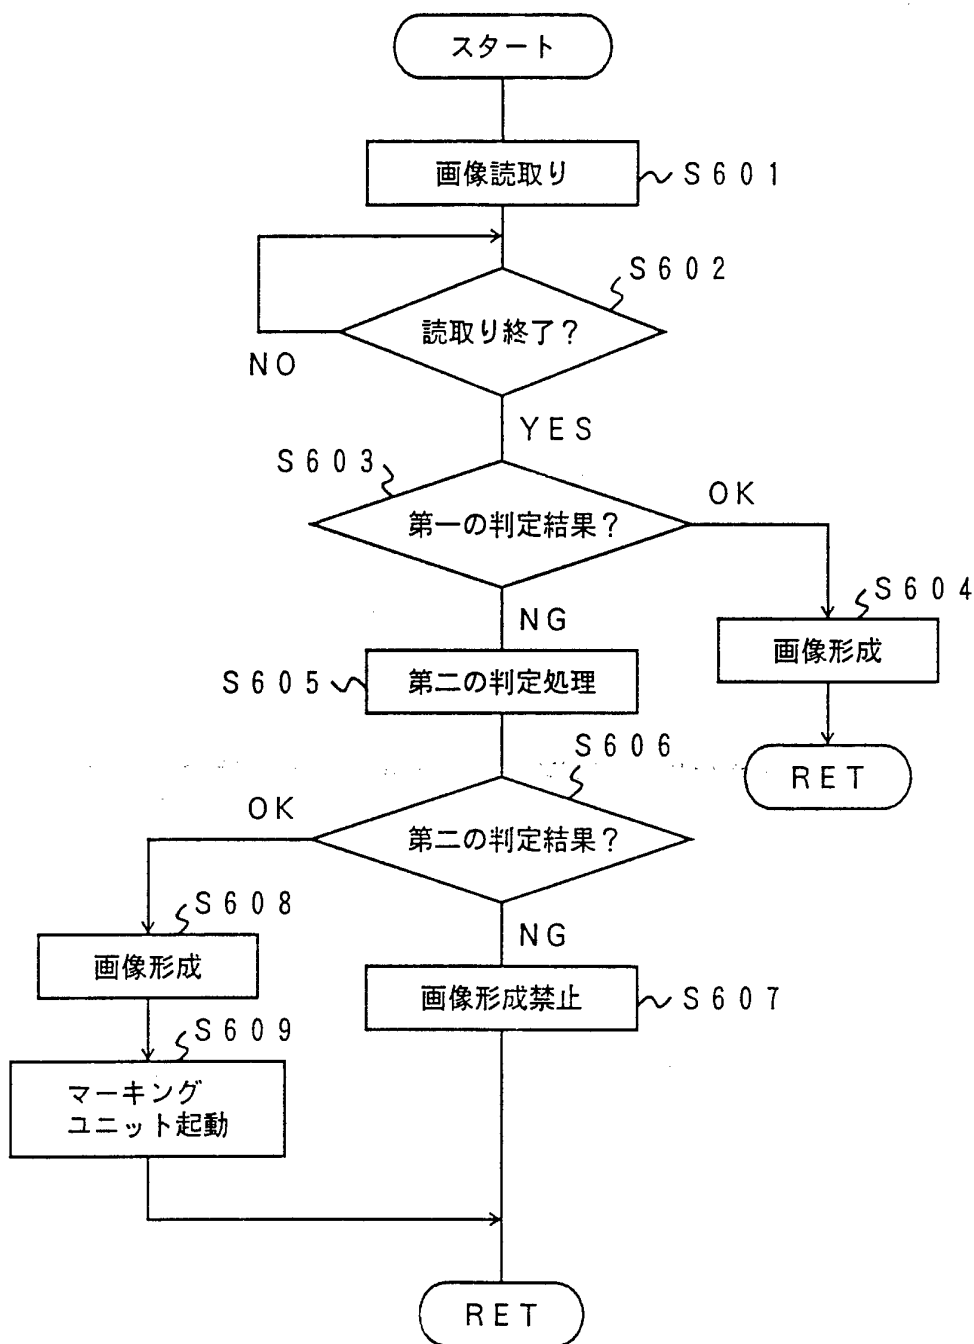 スタート
画像読取り
S601
S602
読取り終了？
NO
YES
S603
第一の判定結果？
OK
S604
画像形成
RET
NG
S605
第二の判定処理
S606
第二の判定結果？
OK
S608
画像形成
NG
画像形成禁止
S607
S609
マーキング
ユニット起動
RET